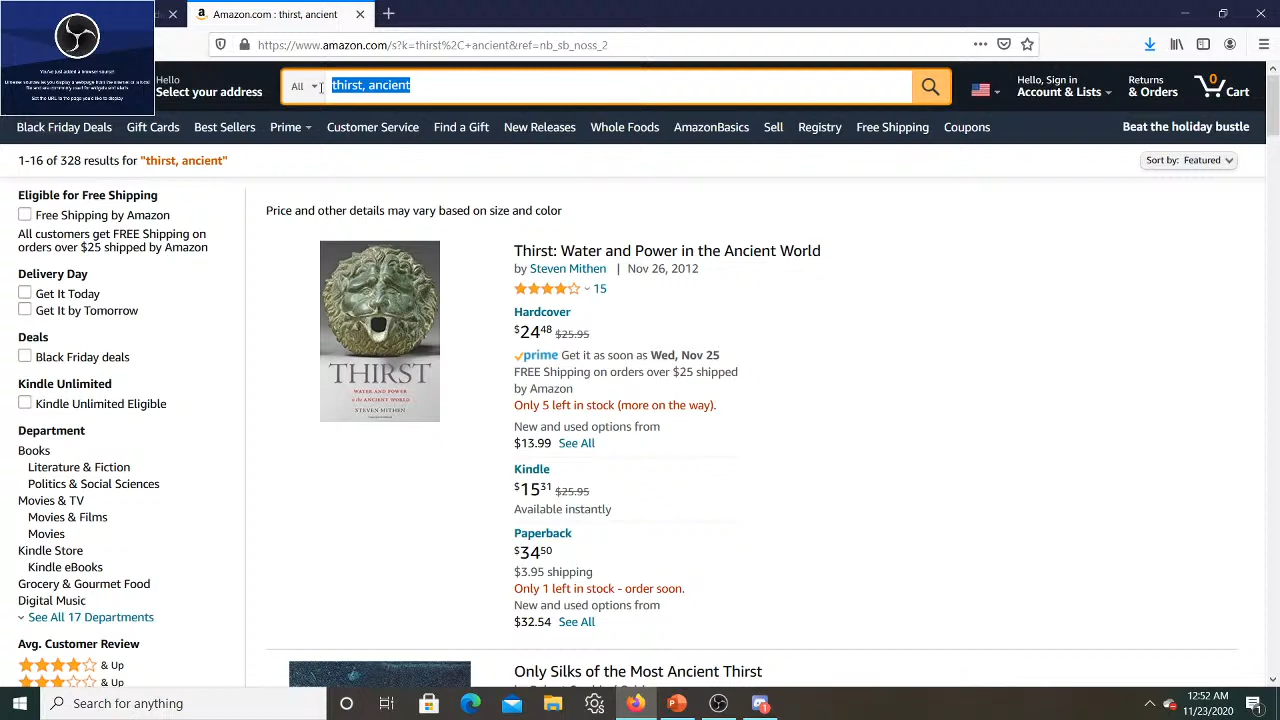 You've just added a browser source!
Amazon.com : thirst, ancient
https://www.amazon.com/s?k=thirst%2C+ancient&ref=nb_sb_noss_2
Hello
Select your address
All
thirst, ancient
Hello, Sign in
Account & Lists
Returns
& Orders
0
Cart
Black Friday Deals
Gift Cards
Best Sellers
Prime
Customer Service
Find a Gift
New Releases
Whole Foods
AmazonBasics
Sell
Registry
Free Shipping
Coupons
Beat the holiday bustle
1-16 of 328 results for "thirst, ancient"
Sort by: Featured
Eligible for Free Shipping
Free Shipping by Amazon
All customers get FREE Shipping on
orders over $25 shipped by Amazon
Delivery Day
Get It Today
Get It by Tomorrow
Deals
Black Friday deals
Kindle Unlimited
Kindle Unlimited Eligible
Department
Books
Literature & Fiction
Politics & Social Sciences
Movies & TV
Movies & Films
Movies
Kindle Store
Kindle eBooks
Grocery & Gourmet Food
Digital Music
See All 17 Departments
Avg. Customer Review
& Up
& Up
Price and other details may vary based on size and color
THIRST
WATER AND POWER
in the ANCIENT WORLD
STEVEN MITHEN
Thirst: Water and Power in the Ancient World
by Steven Mithen | Nov 26, 2012
15
Hardcover
$24.48 $25.95
prime Get it as soon as Wed, Nov 25
FREE Shipping on orders over $25 shipped
by Amazon
Only 5 left in stock (more on the way).
New and used options from
$13.99 See All
Kindle
$15.31 $25.95
Available instantly
Paperback
$34.50
$3.95 shipping
Only 1 left in stock - order soon.
New and used options from
$32.54 See All
Only Silks of the Most Ancient Thirst
Search for anything
12:52 AM
11/23/2020